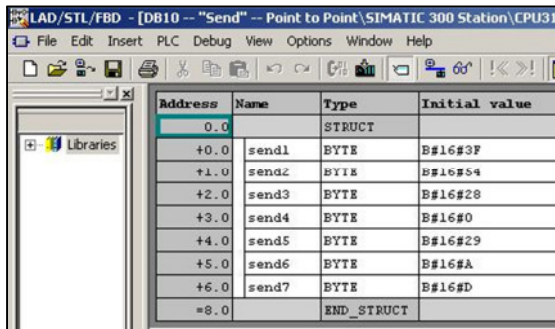 LAD/STL/FBD - [DB10 -- "Send" -- Point to Point\SIMATIC 300 Station\CPU31
File Edit Insert PLC Debug View Options Window Help
Libraries
Address Name Type Initial value
0.0 STRUCT
+0.0 send1 BYTE B#16#3F
+1.0 send2 BYTE B#16#54
+2.0 send3 BYTE B#16#28
+3.0 send4 BYTE B#16#0
+4.0 send5 BYTE B#16#29
+5.0 send6 BYTE B#16#A
+6.0 send7 BYTE B#16#D
=8.0 END_STRUCT